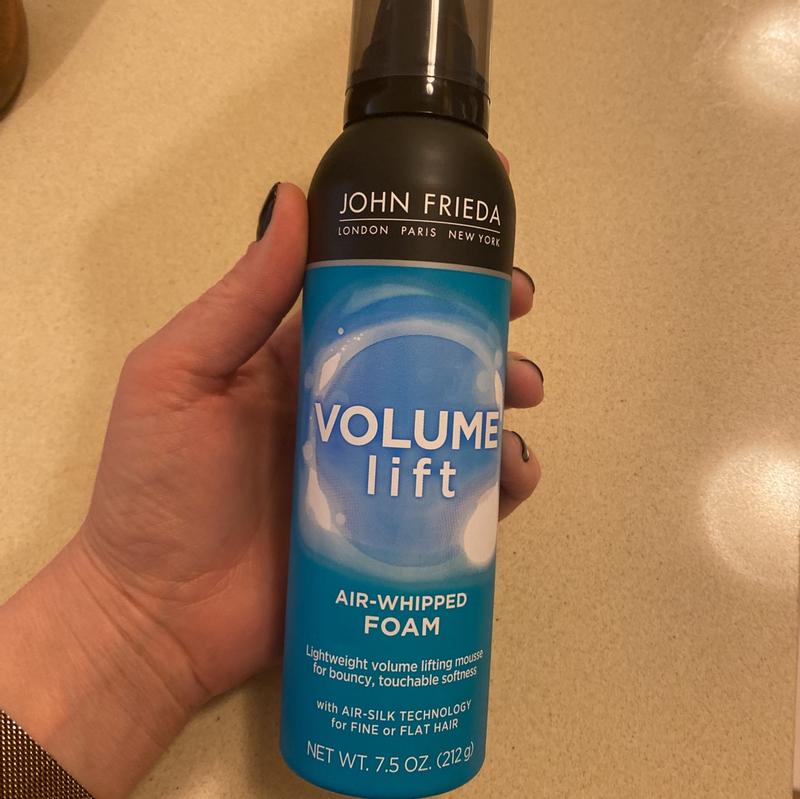 JOHN FRIEDA
LONDON PARIS NEW YORK
VOLUME
lift
AIR-WHIPPED
FOAM
Lightweight volume lifting mousse
for bouncy, touchable softness
with AIR-SILK TECHNOLOGY
for FINE or FLAT HAIR
NET WT. 7.5 OZ. (212 g)